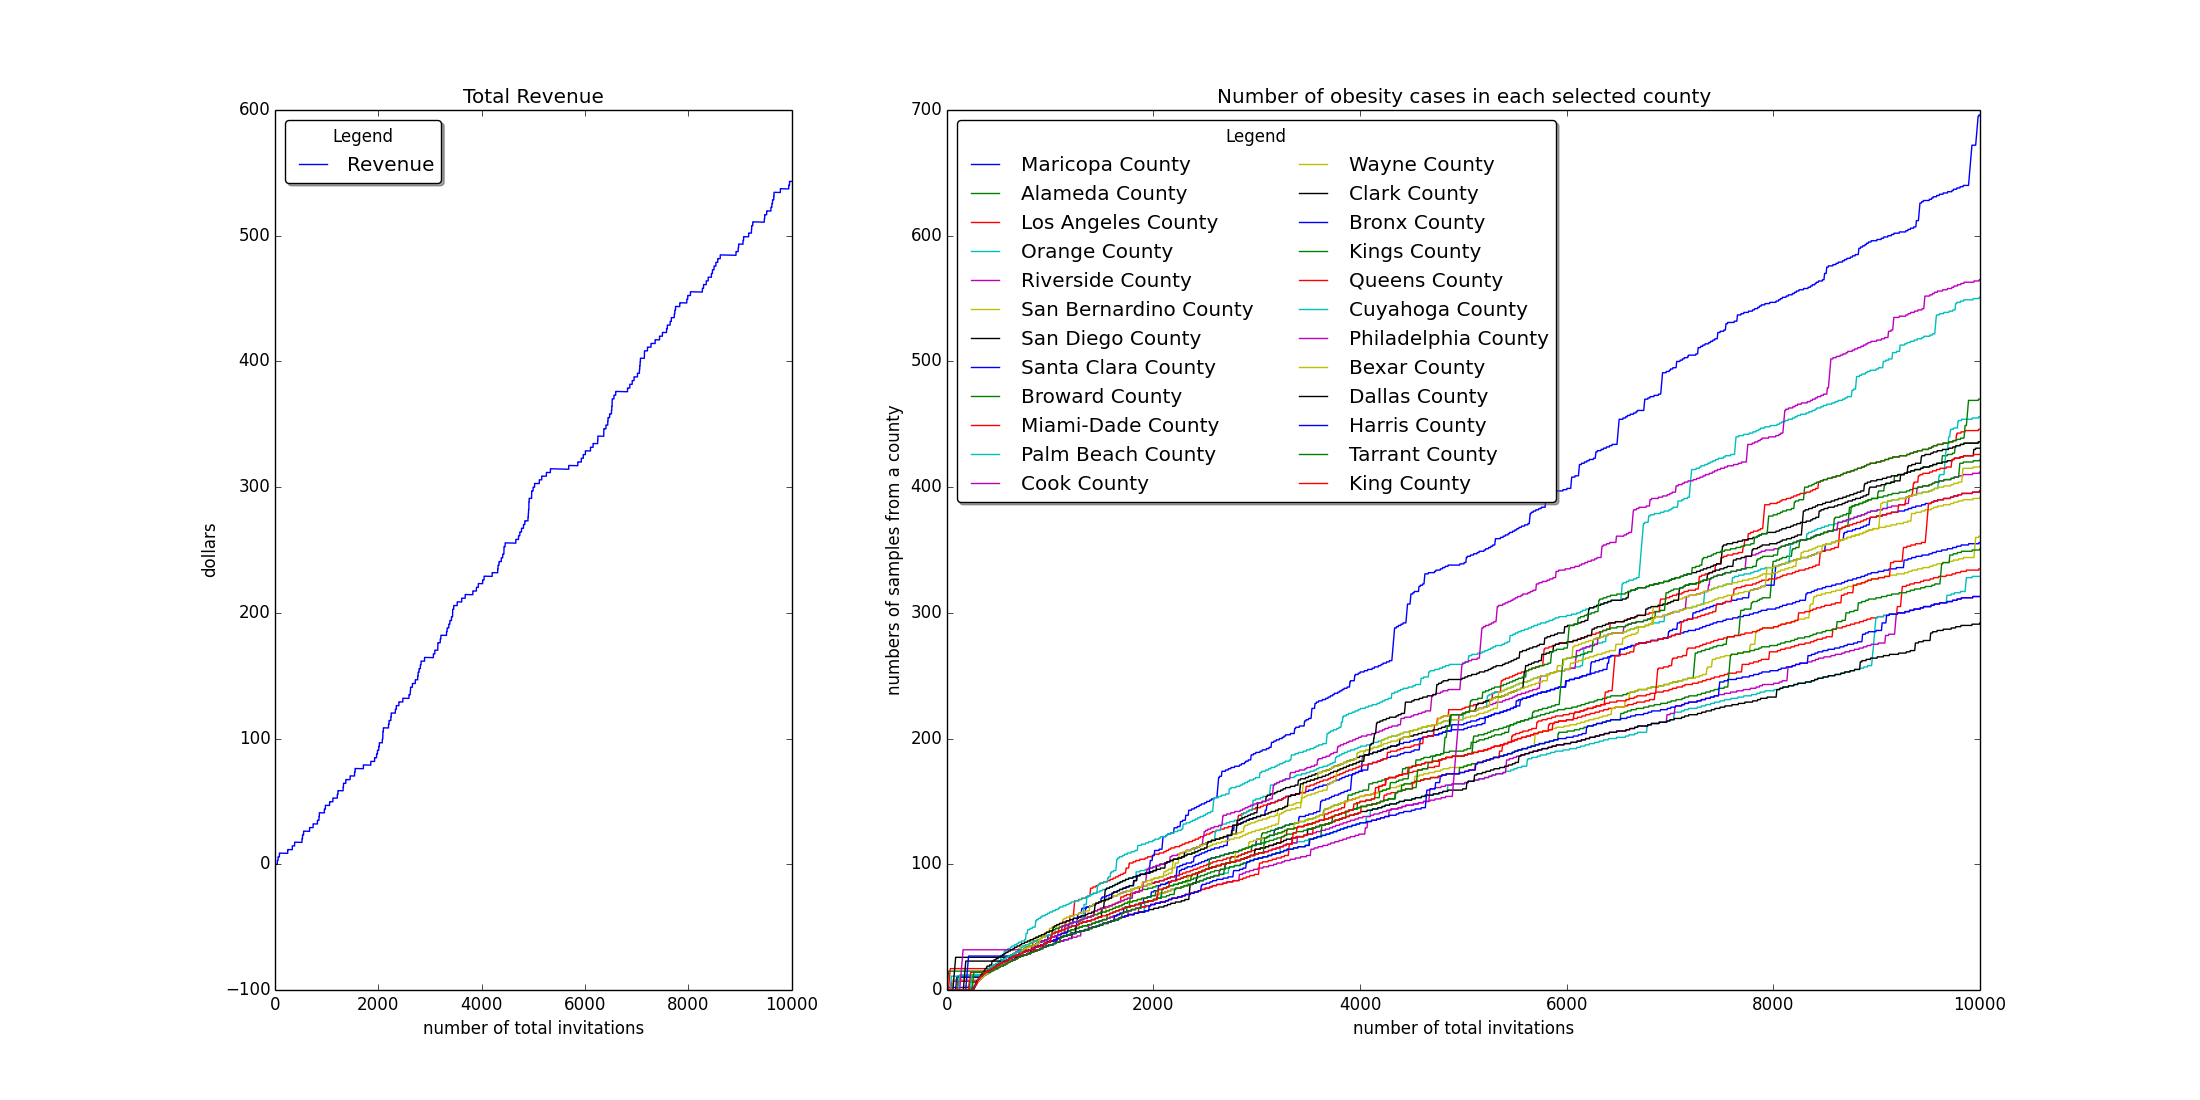 Total Revenue
600
500
400
300
200
100
0
−100
dollars
Legend
Revenue
0 2000 4000 6000 8000 10000
number of total invitations
Number of obesity cases in each selected county
700
600
500
400
300
200
100
0
numbers of samples from a county
Legend
Maricopa County
Alameda County
Los Angeles County
Orange County
Riverside County
San Bernardino County
San Diego County
Santa Clara County
Broward County
Miami-Dade County
Palm Beach County
Cook County
Wayne County
Clark County
Bronx County
Kings County
Queens County
Cuyahoga County
Philadelphia County
Bexar County
Dallas County
Harris County
Tarrant County
King County
0 2000 4000 6000 8000 10000
number of total invitations